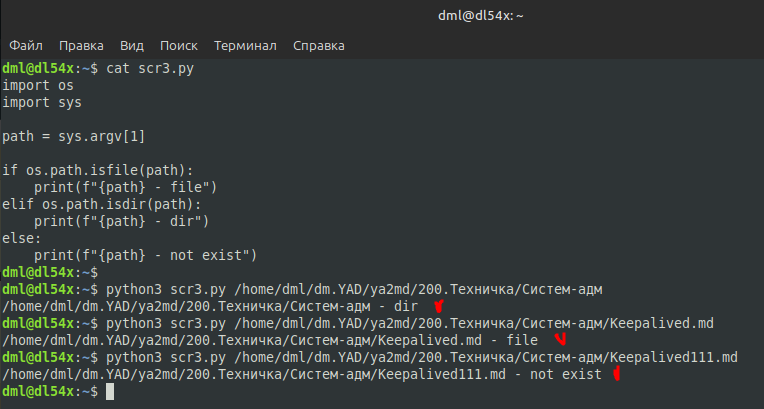 dml@dl54x: ~
Файл Правка Вид Поиск Терминал Справка
dml@dl54x:~$ cat scr3.py
import os
import sys

path = sys.argv[1]

if os.path.isfile(path):
    print(f"{path} - file")
elif os.path.isdir(path):
    print(f"{path} - dir")
else:
    print(f"{path} - not exist")
dml@dl54x:~$
dml@dl54x:~$ python3 scr3.py /home/dml/dm.YAD/ya2md/200.Техничка/Систем-адм
/home/dml/dm.YAD/ya2md/200.Техничка/Систем-адм - dir
dml@dl54x:~$ python3 scr3.py /home/dml/dm.YAD/ya2md/200.Техничка/Систем-адм/Keepalived.md
/home/dml/dm.YAD/ya2md/200.Техничка/Систем-адм/Keepalived.md - file
dml@dl54x:~$ python3 scr3.py /home/dml/dm.YAD/ya2md/200.Техничка/Систем-адм/Keepalived111.md
/home/dml/dm.YAD/ya2md/200.Техничка/Систем-адм/Keepalived111.md - not exist
dml@dl54x:~$